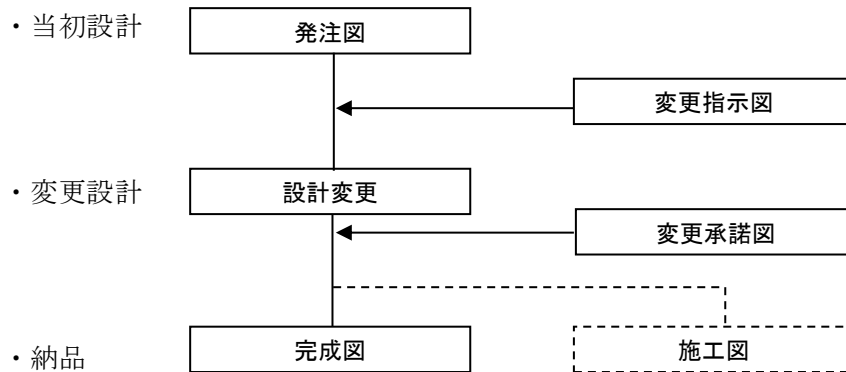 ・当初設計
発注図
変更指示図
・変更設計
設計変更
変更承諾図
・納品
完成図
施工図